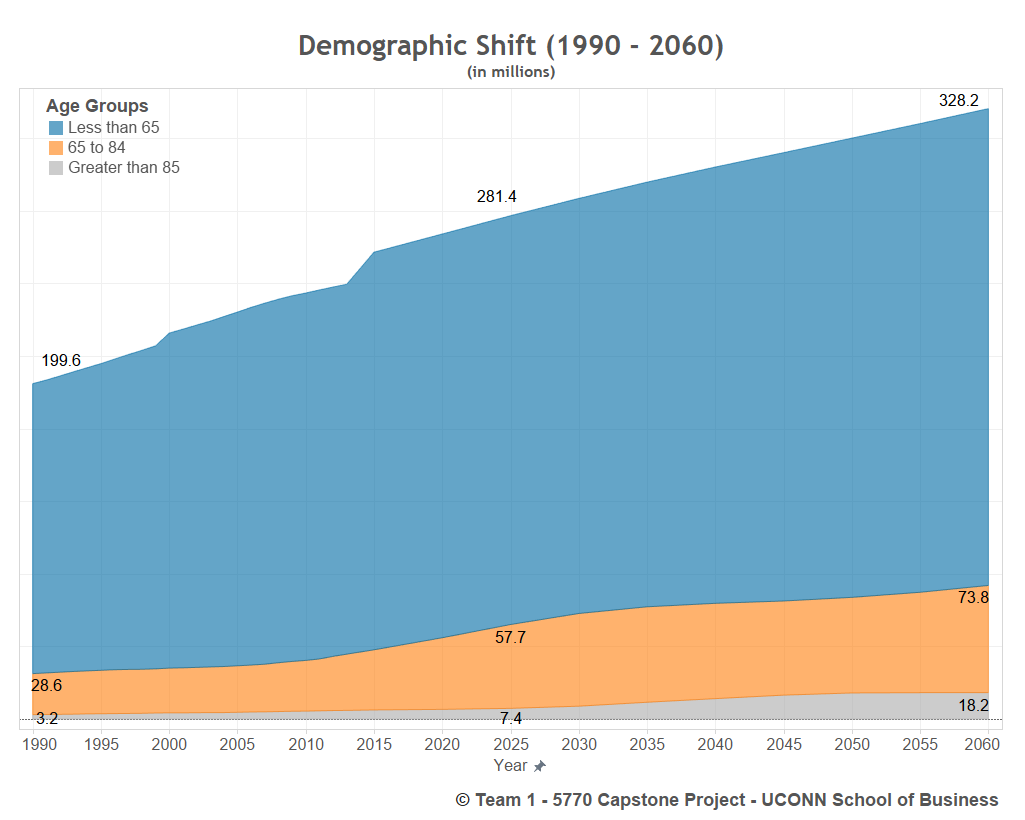 Demographic Shift (1990 - 2060)
(in millions)
Age Groups
Less than 65
65 to 84
Greater than 85
328.2
281.4
199.6
73.8
57.7
28.6
18.2
3.2
7.4
1990 1995 2000 2005 2010 2015 2020 2025 2030 2035 2040 2045 2050 2055 2060
Year
© Team 1 - 5770 Capstone Project - UCONN School of Business